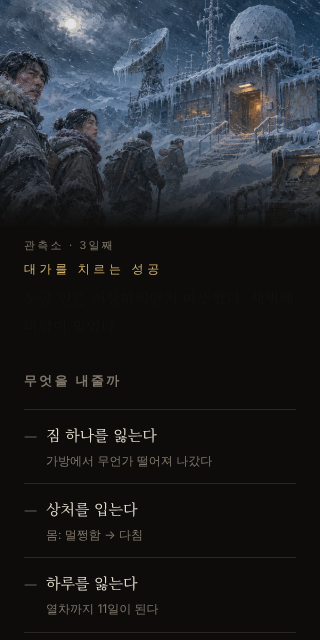 관측소 · 3일째
대가를 치르는 성공
무엇을 내줄까
— 짐 하나를 잃는다
가방에서 무언가 떨어져 나갔다
— 상처를 입는다
몸: 멀쩡함 → 다침
— 하루를 잃는다
열차까지 11일이 된다